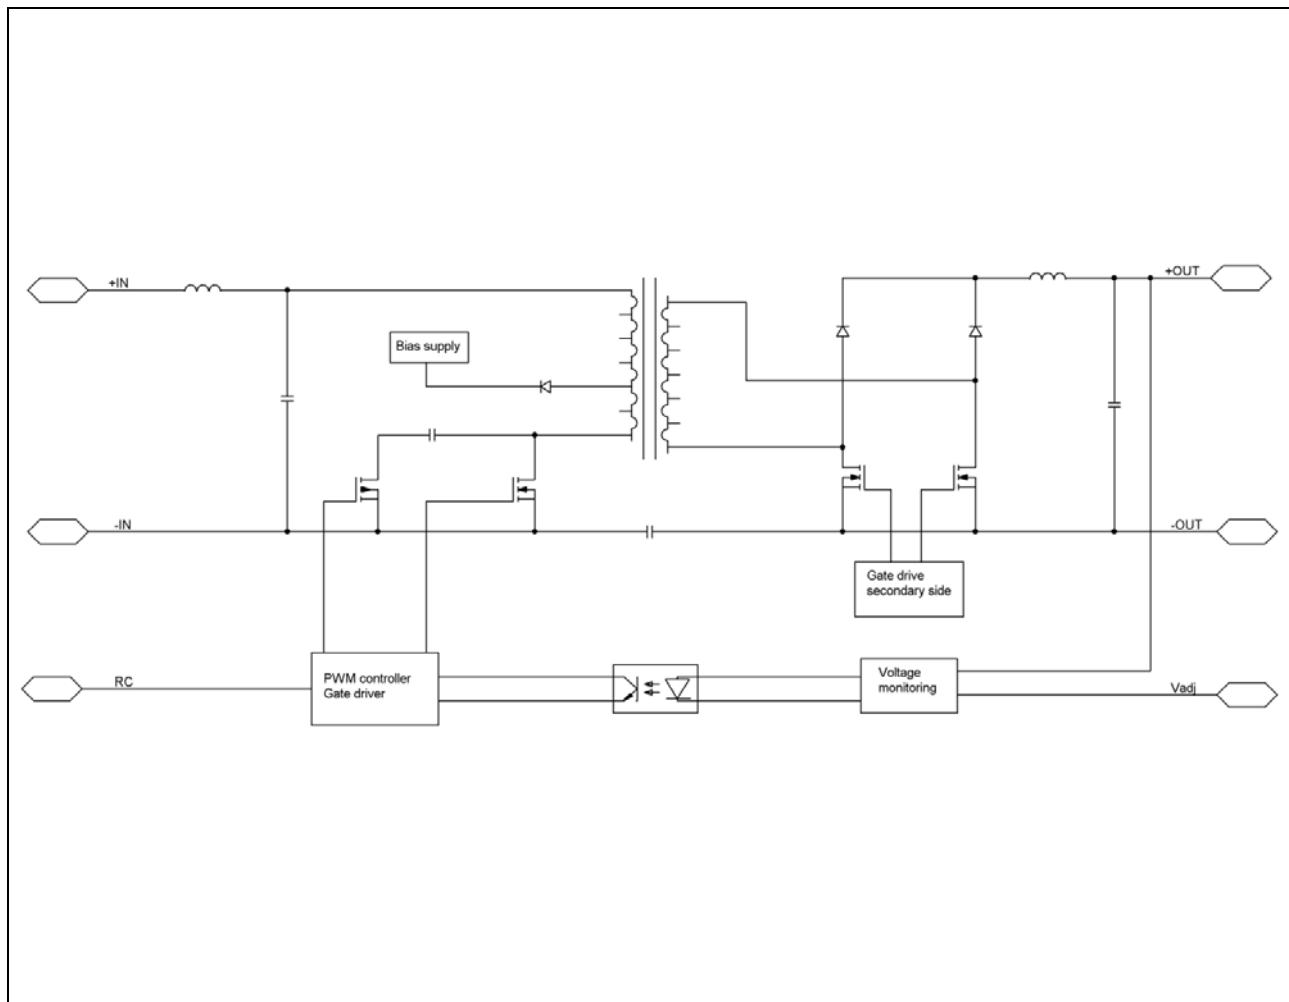 +IN
+OUT
Bias supply
-IN
-OUT
Gate drive
secondary side
RC
PWM controller
Gate driver
Voltage
monitoring
Vadj